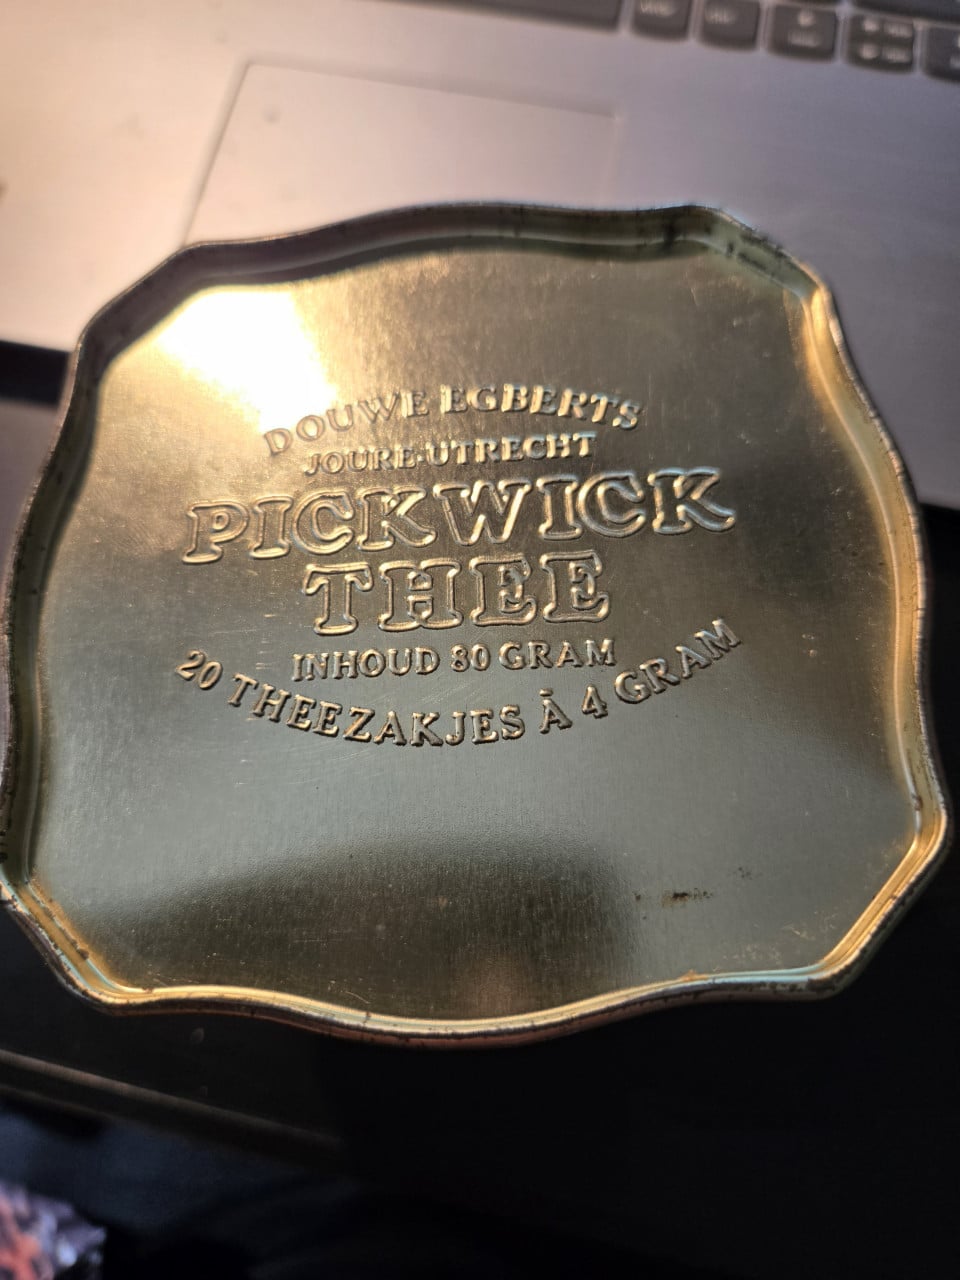 DOUWE EGBERTS
JOURE-UTRECHT
PICKWICK
THEE
INHOUD 80 GRAM
20 THEEZAKJES À 4 GRAM